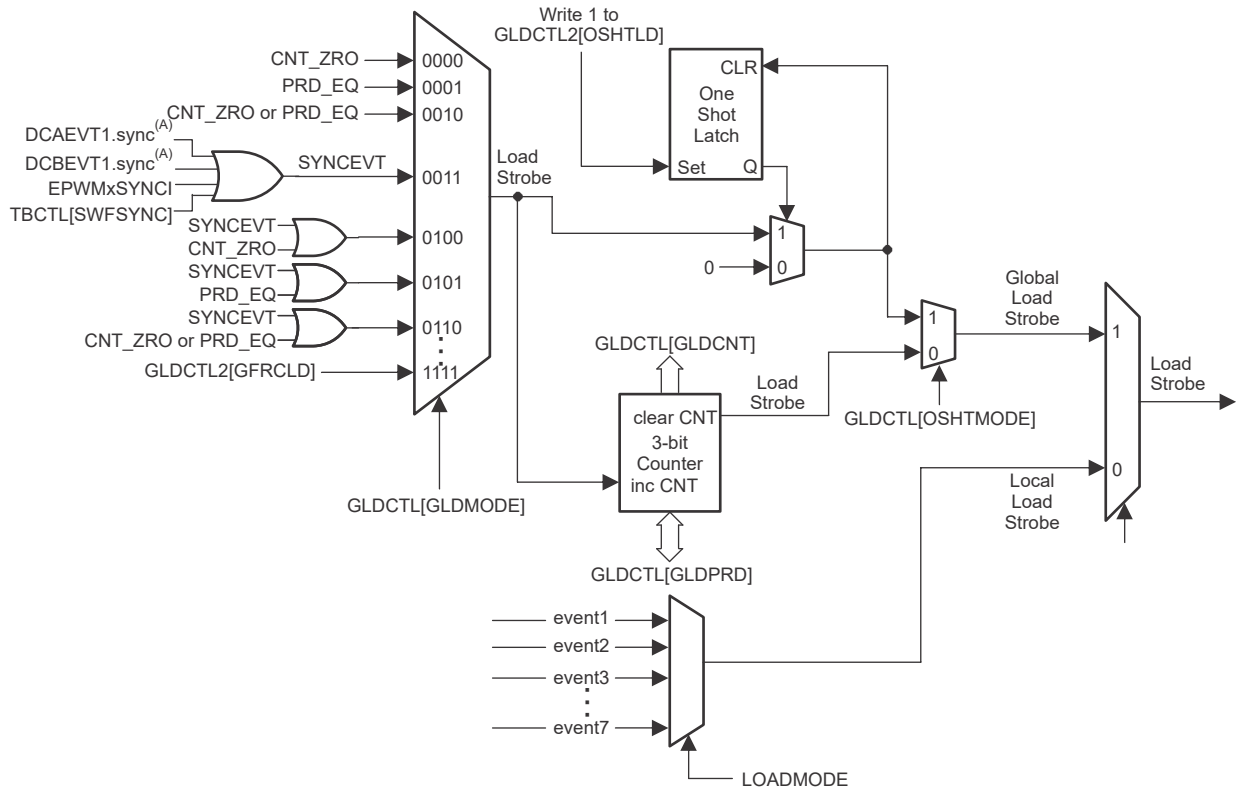 Write 1 to
GLDCTL2[OSHTLD]
CNT_ZRO
0000
PRD_EQ
0001
CNT_ZRO or PRD_EQ
0010
DCAEVT1.sync(A)
DCBEVT1.sync(A)
EPWMxSYNCI
TBCTL[SWFSYNC]
SYNCEVT
0011
SYNCEVT
CNT_ZRO
0100
SYNCEVT
PRD_EQ
0101
SYNCEVT
CNT_ZRO or PRD_EQ
0110
GLDCTL2[GFRCLD]
1111
GLDCTL[GLDMODE]
Load
Strobe
CLR
One
Shot
Latch
Set
Q
1
0
0
GLDCTL[GLDCNT]
clear CNT
3-bit
Counter
inc CNT
GLDCTL[GLDPRD]
Load
Strobe
1
0
GLDCTL[OSHTMODE]
Global
Load
Strobe
1
Local
Load
Strobe
0
Load
Strobe
event1
event2
event3
event7
LOADMODE